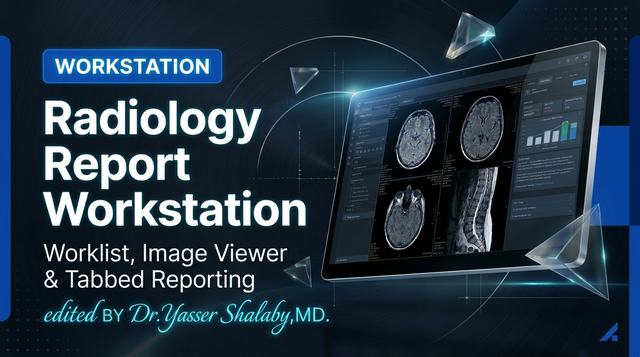 WORKSTATION
Radiology
Report
Workstation
Worklist, Image Viewer
& Tabbed Reporting
edited BY Dr.Yasser Shalaby,MD.